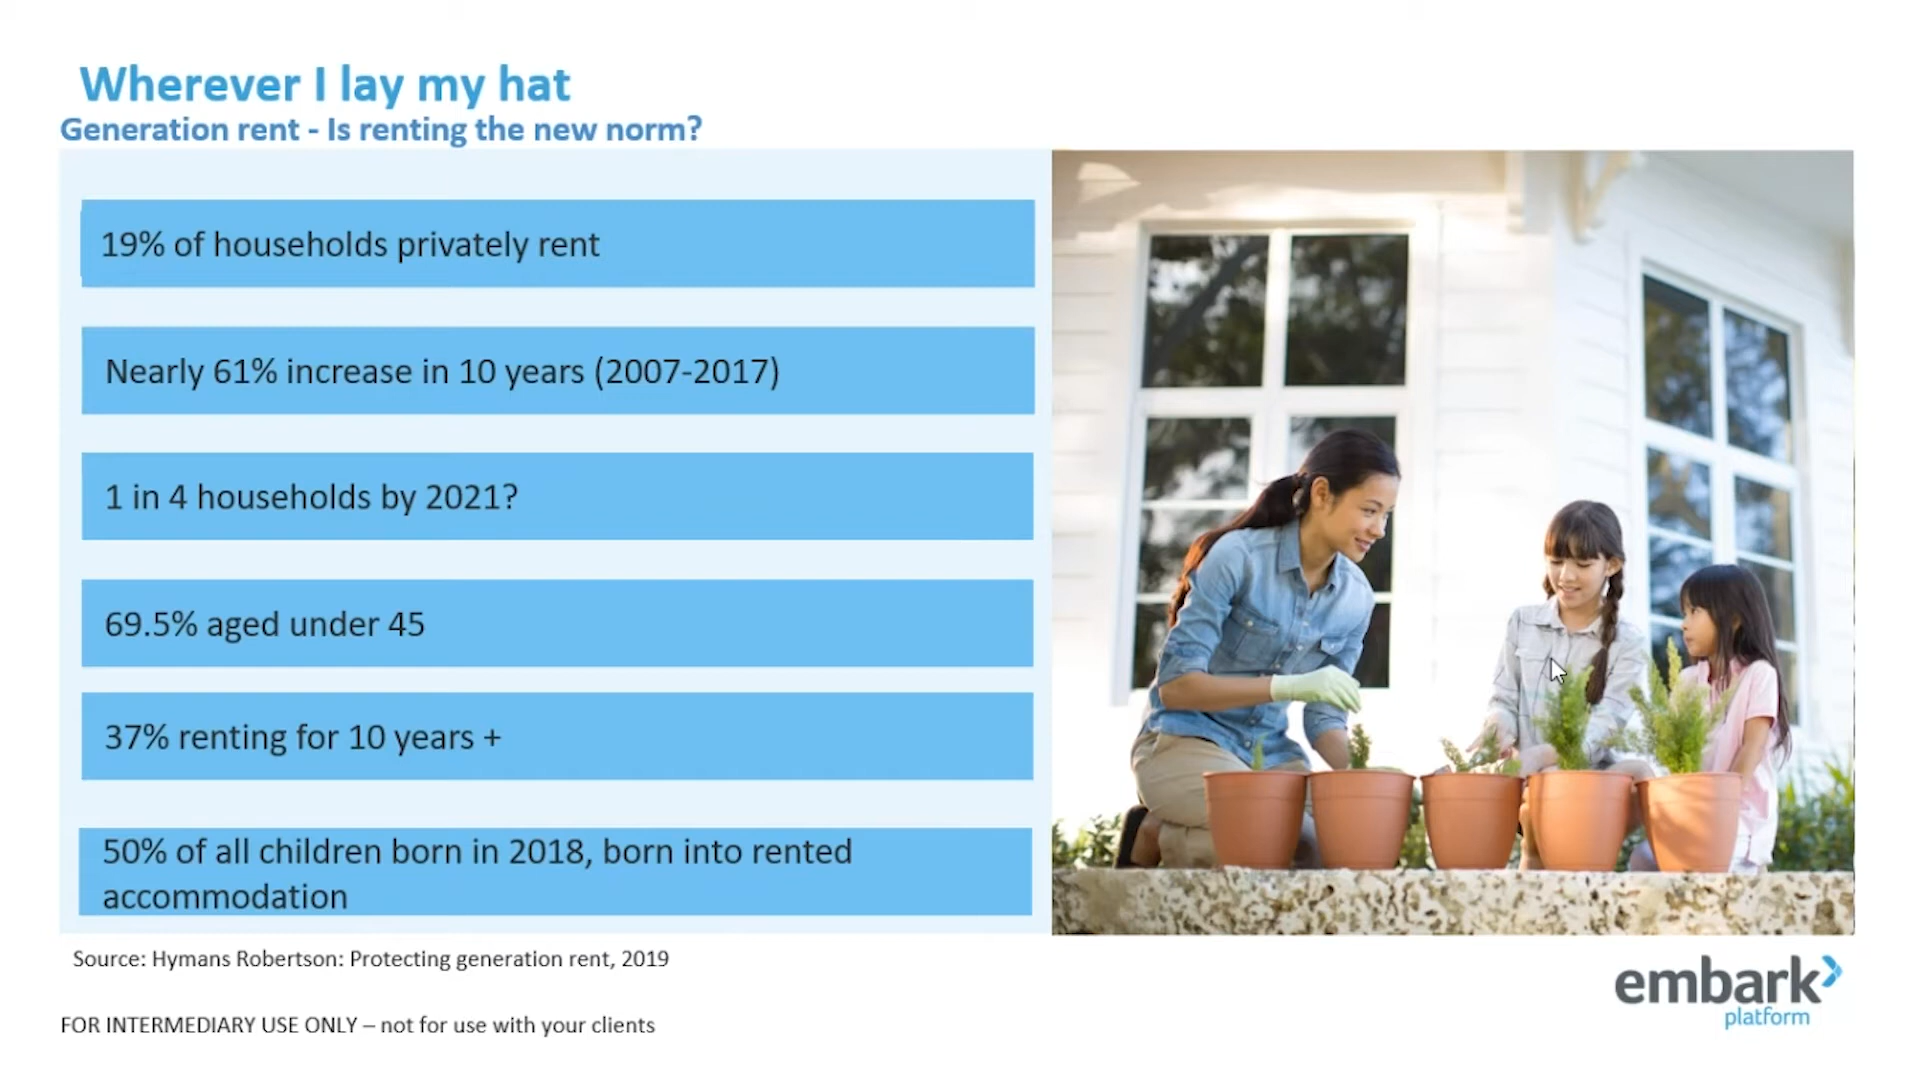 Wherever I lay my hat
Generation rent - Is renting the new norm?
19% of households privately rent
Nearly 61% increase in 10 years (2007-2017)
1 in 4 households by 2021?
69.5% aged under 45
37% renting for 10 years +
50% of all children born in 2018, born into rented
accommodation
Source: Hymans Robertson: Protecting generation rent, 2019
embark
platform
FOR INTERMEDIARY USE ONLY – not for use with your clients